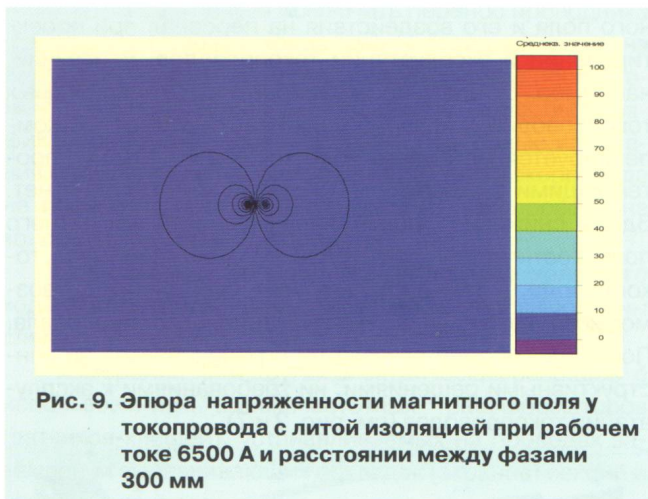 Среднекв. значение
100
90
80
70
60
50
40
30
20
10
0
Рис. 9. Эпюра напряженности магнитного поля у
токопровода с литой изоляцией при рабочем
токе 6500 А и расстоянии между фазами
300 мм